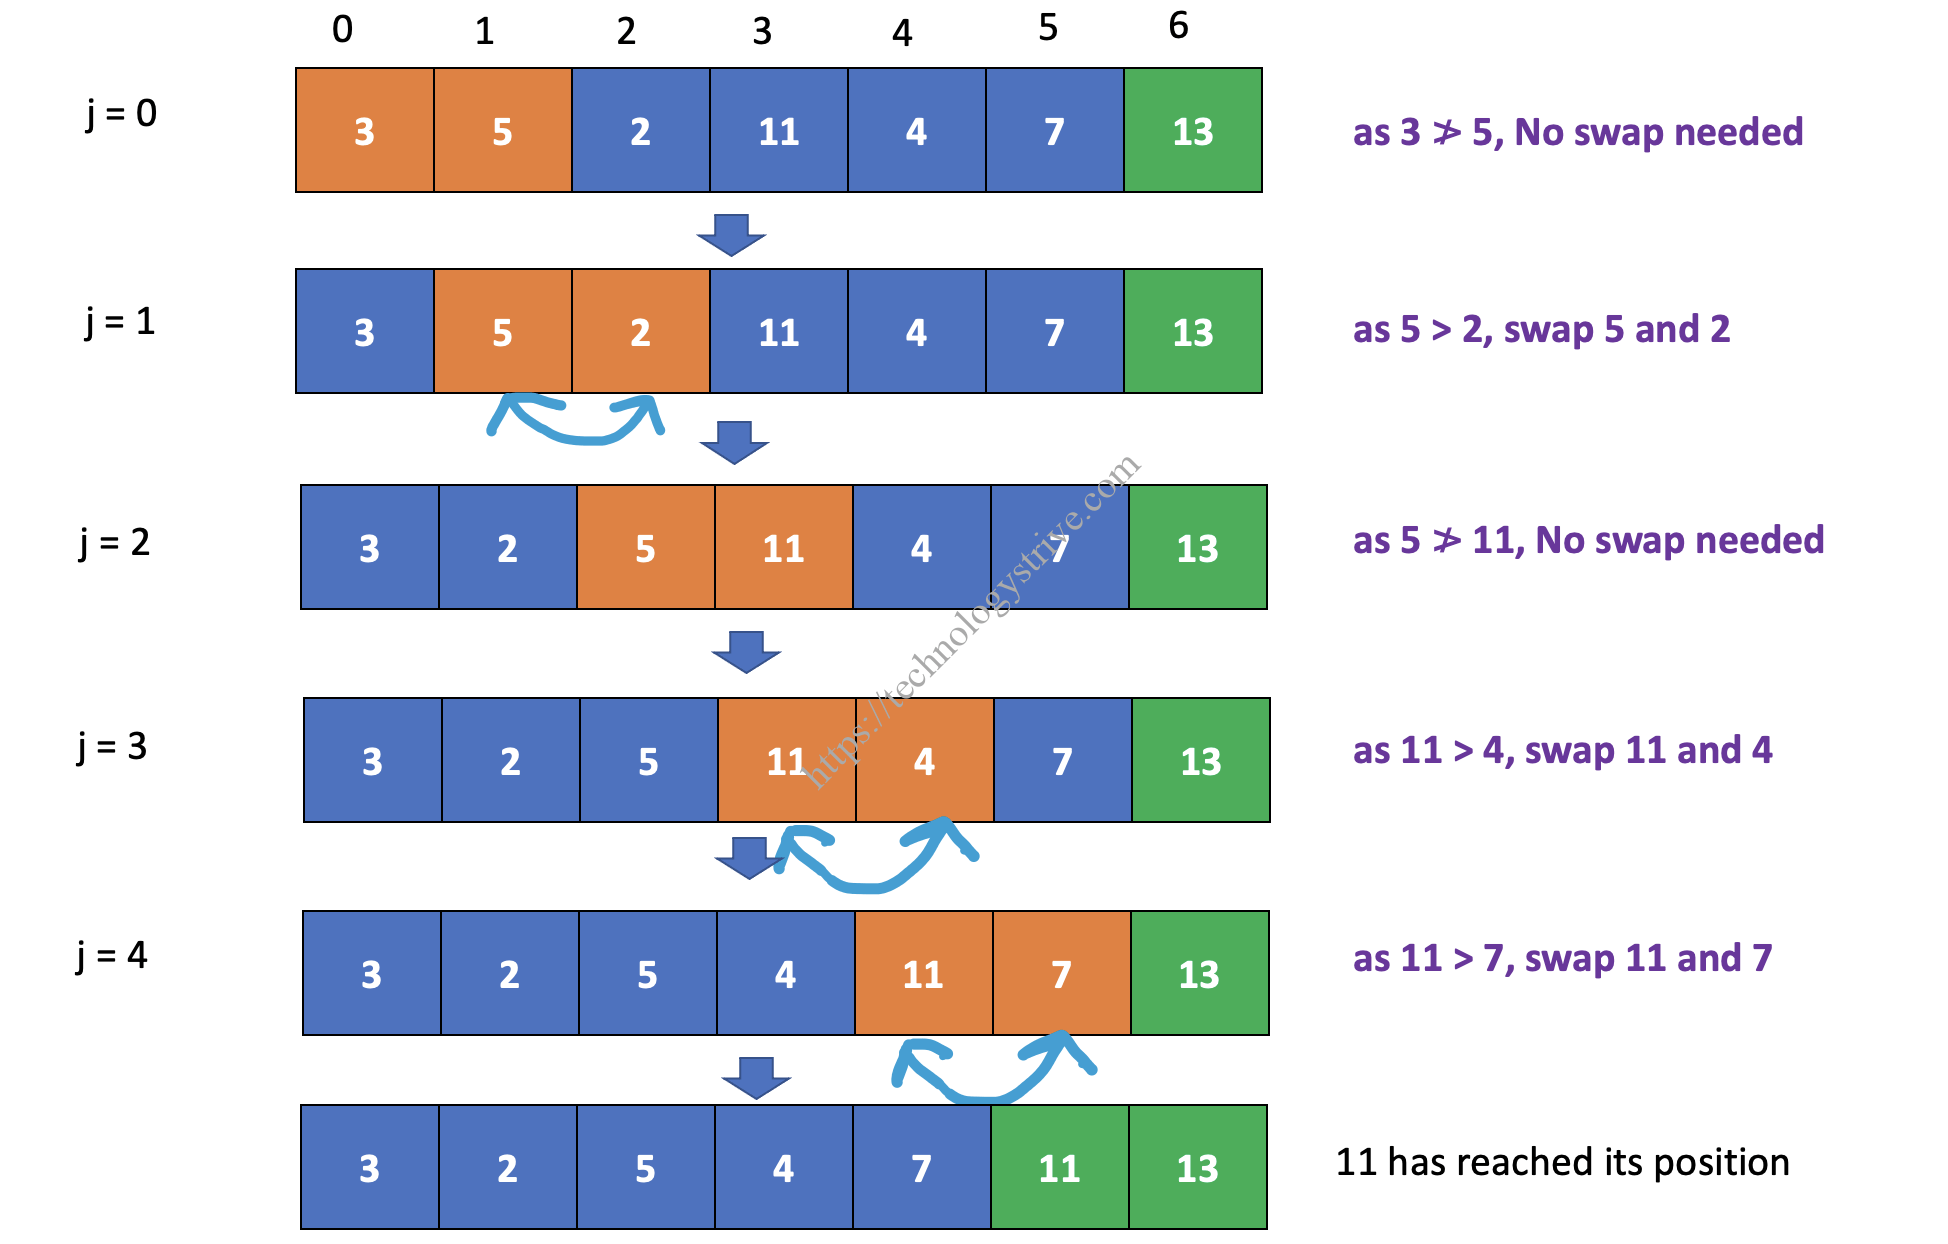 0 1 2 3 4 5 6
j = 0 3 5 2 11 4 7 13 as 3 ≯ 5, No swap needed
j = 1 3 5 2 11 4 7 13 as 5 > 2, swap 5 and 2
j = 2 3 2 5 11 4 7 13 as 5 ≯ 11, No swap needed
https://technologystrive.com
j = 3 3 2 5 11 4 7 13 as 11 > 4, swap 11 and 4
j = 4 3 2 5 4 11 7 13 as 11 > 7, swap 11 and 7
3 2 5 4 7 11 13 11 has reached its position